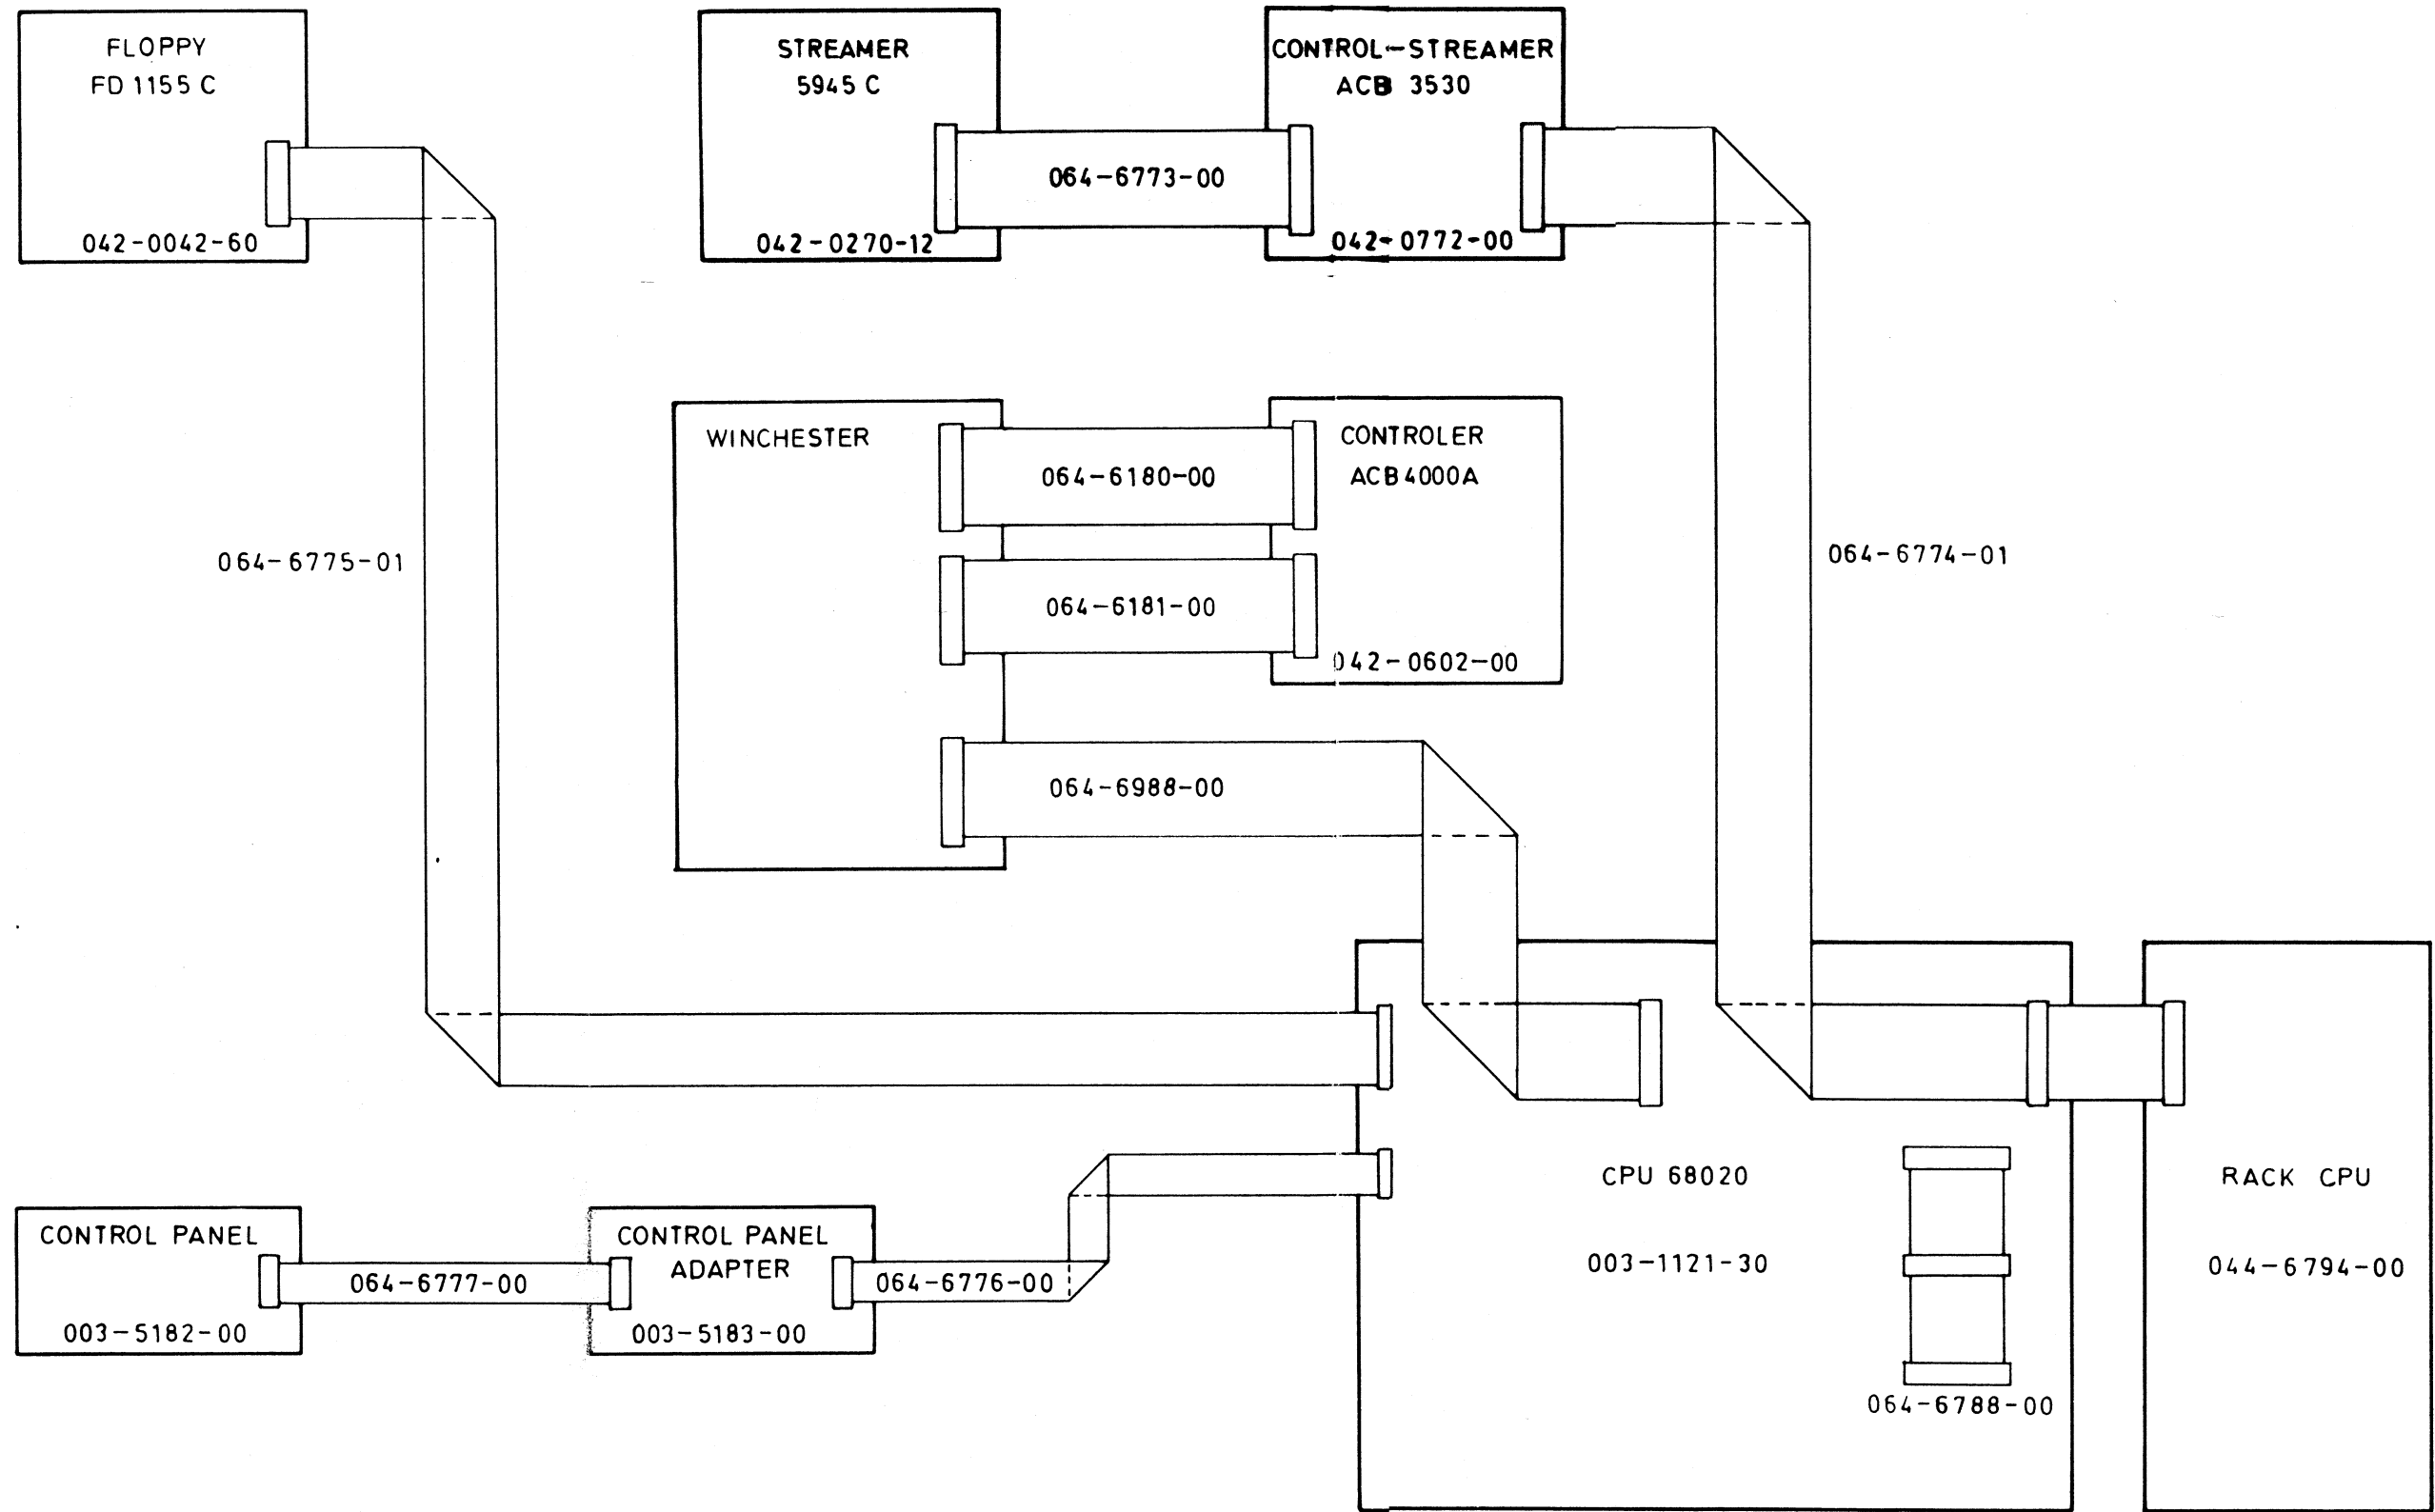 FLOPPY
FD 1155 C
042-0042-60
STREAMER
5945 C
042-0270-12
064-6773-00
CONTROL-STREAMER
ACB 3530
042-0772-00
064-6775-01
WINCHESTER
064-6180-00
064-6181-00
064-6988-00
CONTROLER
ACB4000A
042-0602-00
064-6774-01
CONTROL PANEL
003-5182-00
064-6777-00
CONTROL PANEL
ADAPTER
003-5183-00
064-6776-00
CPU 68020
003-1121-30
064-6788-00
RACK CPU
044-6794-00